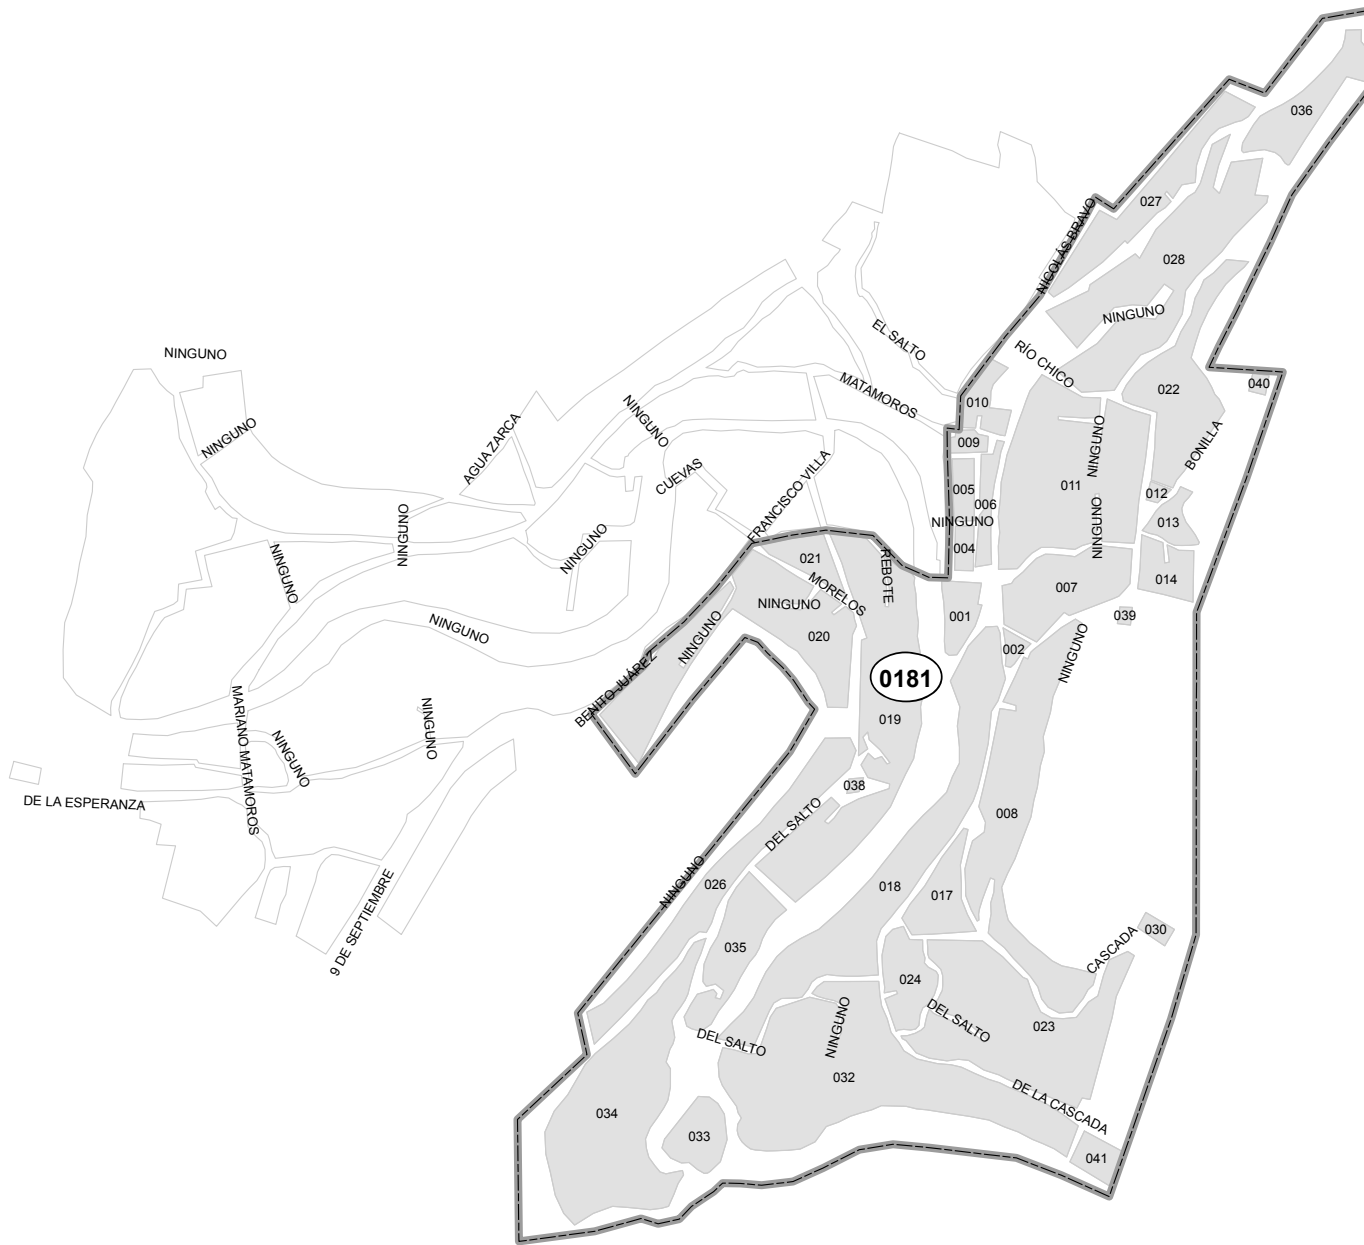 036
027
NICOLÁS BRAVO
028
NINGUNO
EL SALTO
RÍO CHICO
NINGUNO
MATAMOROS
022
040
010
NINGUNO
NINGUNO
AGUA ZARCA
CUEVAS
FRANCISCO VILLA
009
NINGUNO
BONILLA
005
006
011
012
013
NINGUNO
NINGUNO
NINGUNO
NINGUNO
004
NINGUNO
021
REBOTE
MORELOS
NINGUNO
014
007
NINGUNO
001
039
NINGUNO
020
NINGUNO
002
NINGUNO
BENITO JUÁREZ
0181
019
MARIANO MATAMOROS
NINGUNO
NINGUNO
DE LA ESPERANZA
038
DEL SALTO
008
NINGUNO
026
018
017
9 DE SEPTIEMBRE
035
CASCADA
030
024
DEL SALTO
023
DEL SALTO
NINGUNO
032
DE LA CASCADA
034
033
041